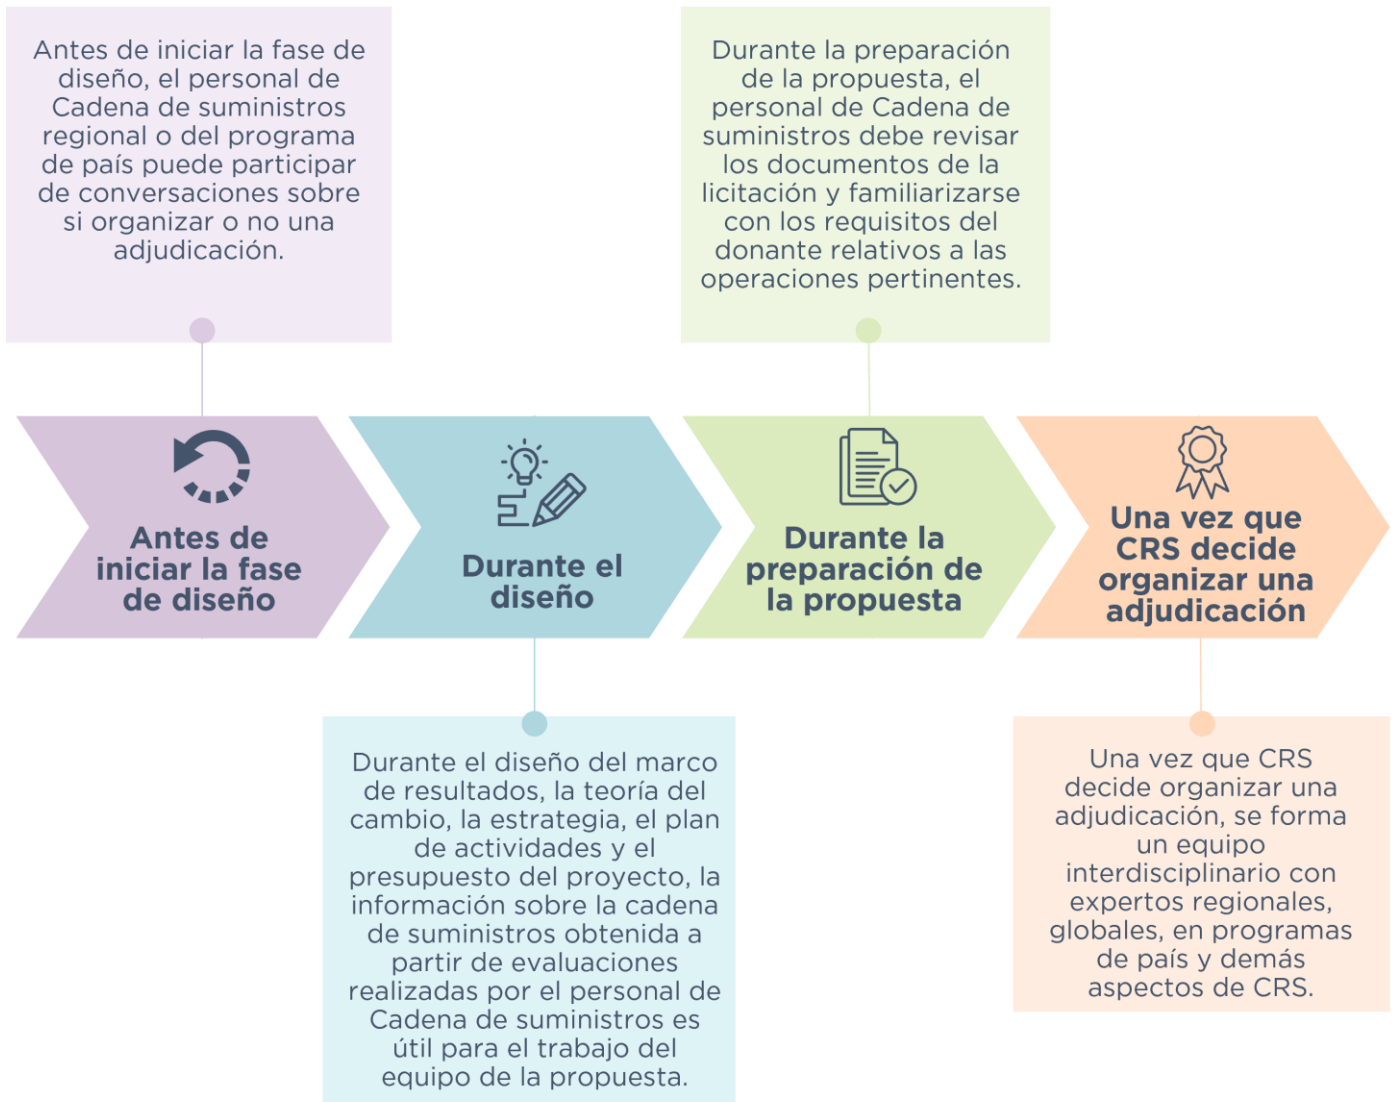 Antes de iniciar la fase de
diseño, el personal de
Cadena de suministros
regional o del programa
de país puede participar
de conversaciones sobre
si organizar o no una
adjudicación.
Durante la preparación
de la propuesta, el
personal de Cadena de
suministros debe revisar
los documentos de la
licitación y familiarizarse
con los requisitos del
donante relativos a las
operaciones pertinentes.
Antes de
iniciar la fase
de diseño
Durante el
diseño
Durante la
preparación de
la propuesta
Una vez que
CRS decide
organizar una
adjudicación
Durante el diseño del marco
de resultados, la teoría del
cambio, la estrategia, el plan
de actividades y el
presupuesto del proyecto, la
información sobre la cadena
de suministros obtenida a
partir de evaluaciones
realizadas por el personal de
Cadena de suministros es
útil para el trabajo del
equipo de la propuesta.
Una vez que CRS
decide organizar una
adjudicación, se forma
un equipo
interdisciplinario con
expertos regionales,
globales, en programas
de país y demás
aspectos de CRS.